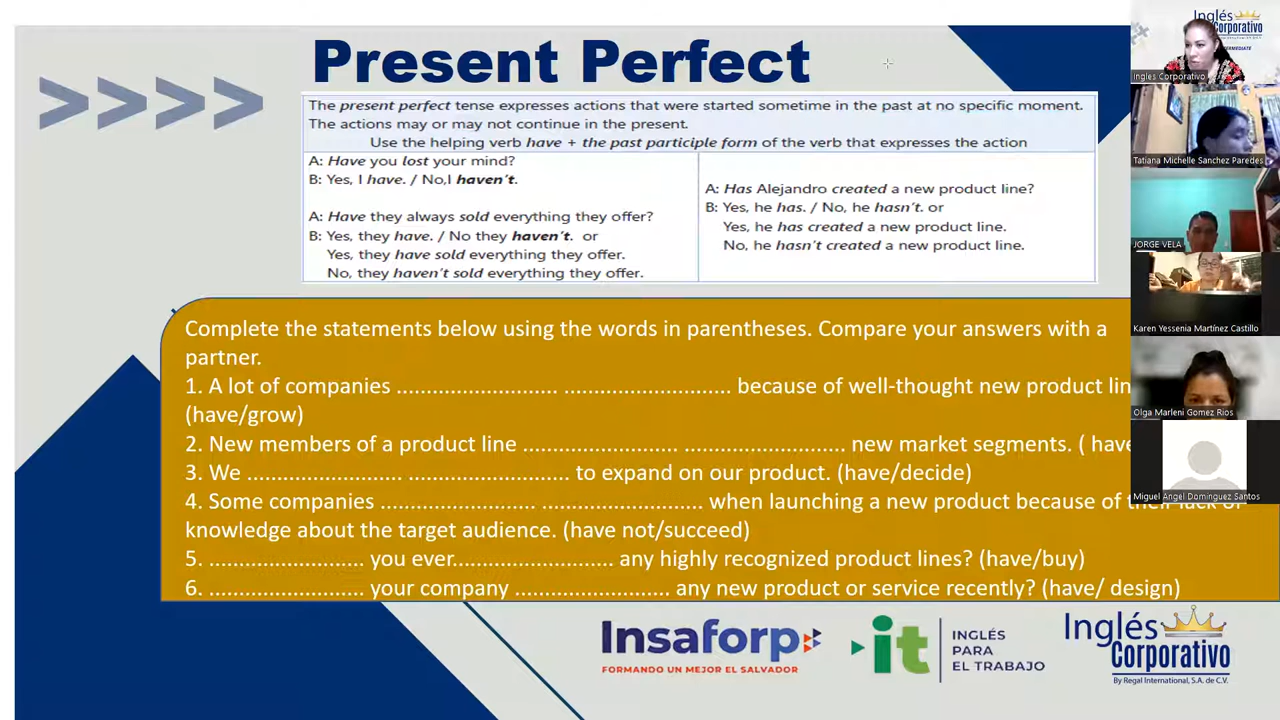 Present Perfect
>>>>
The present perfect tense expresses actions that were started sometime in the past at no specific moment.
The actions may or may not continue in the present.
Use the helping verb have + the past participle form of the verb that expresses the action
A: Have you lost your mind?
B: Yes, I have. / No,I haven't.
A: Have they always sold everything they offer?
B: Yes, they have. / No they haven't. or
Yes, they have sold everything they offer.
No, they haven't sold everything they offer.
A: Has Alejandro created a new product line?
B: Yes, he has. / No, he hasn't. or
Yes, he has created a new product line.
No, he hasn't created a new product line.
Complete the statements below using the words in parentheses. Compare your answers with a
partner.
1. A lot of companies ............................ ............................. because of well-thought new product lin
(have/grow)
2. New members of a product line ........................... ............................ new market segments. ( have
3. We ........................... ............................ to expand on our product. (have/decide)
4. Some companies ........................... ............................ when launching a new product because of their lack of
knowledge about the target audience. (have not/succeed)
5. ........................... you ever............................ any highly recognized product lines? (have/buy)
6. ........................... your company ........................... any new product or service recently? (have/ design)
Insaforp
FORMANDO UN MEJOR EL SALVADOR
it
INGLÉS
PARA
EL TRABAJO
Inglés
Corporativo
By Regal International, S.A. de C.V.
Inglés
Corporativo
Ingles Corporativo
Tatiana Michelle Sanchez Paredes
JORGE VELA
Karen Yessenia Martínez Castillo
Olga Marleni Gomez Rios
Miguel Angel Dominguez Santos